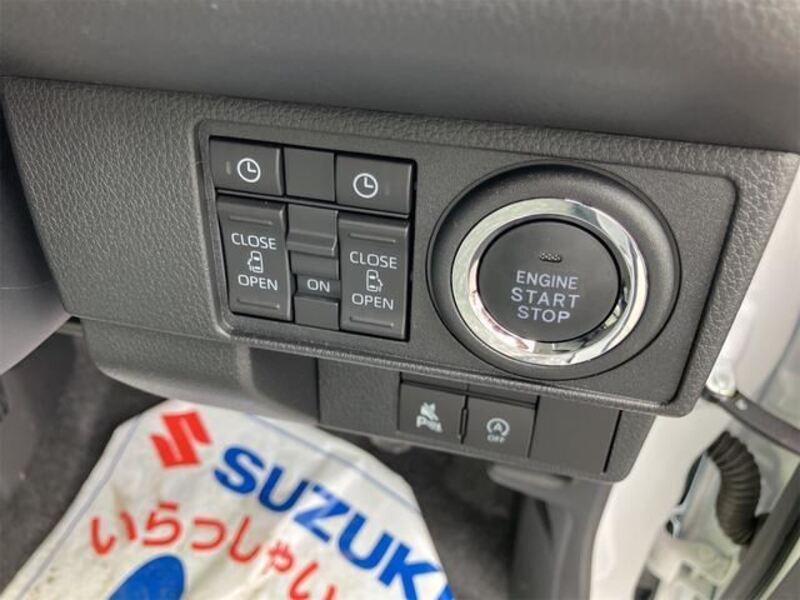 CLOSE
OPEN
ON
CLOSE
OPEN
ENGINE
START
STOP
OFF
SUZUKI
いらっしゃい